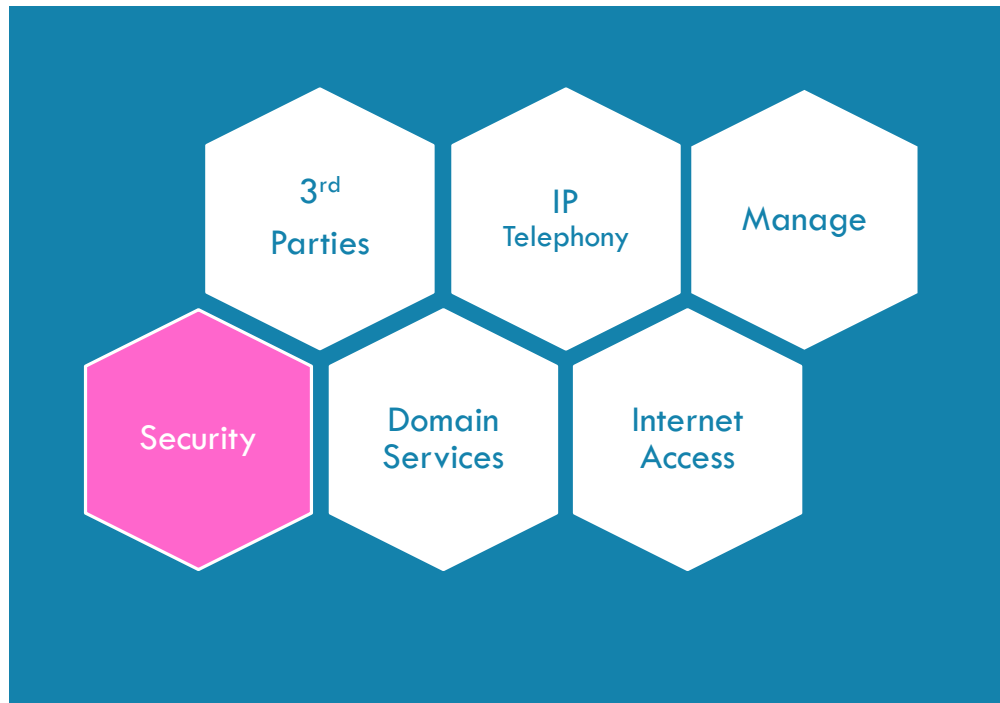 3rd
Parties
IP
Telephony
Manage
Security
Domain
Services
Internet
Access